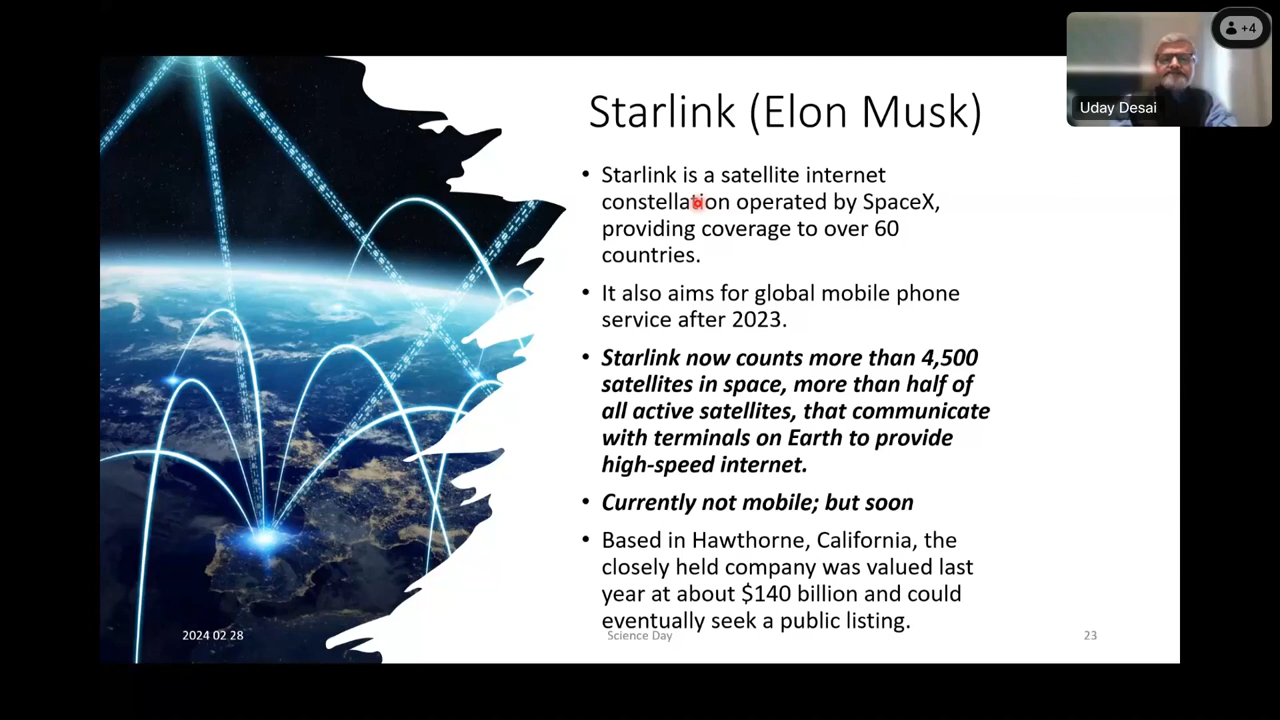 +4
Uday Desai
Starlink (Elon Musk)
• Starlink is a satellite internet
constellation operated by SpaceX,
providing coverage to over 60
countries.
• It also aims for global mobile phone
service after 2023.
• Starlink now counts more than 4,500
satellites in space, more than half of
all active satellites, that communicate
with terminals on Earth to provide
high-speed internet.
• Currently not mobile; but soon
• Based in Hawthorne, California, the
closely held company was valued last
year at about $140 billion and could
eventually seek a public listing.
2024 02 28
Science Day
23